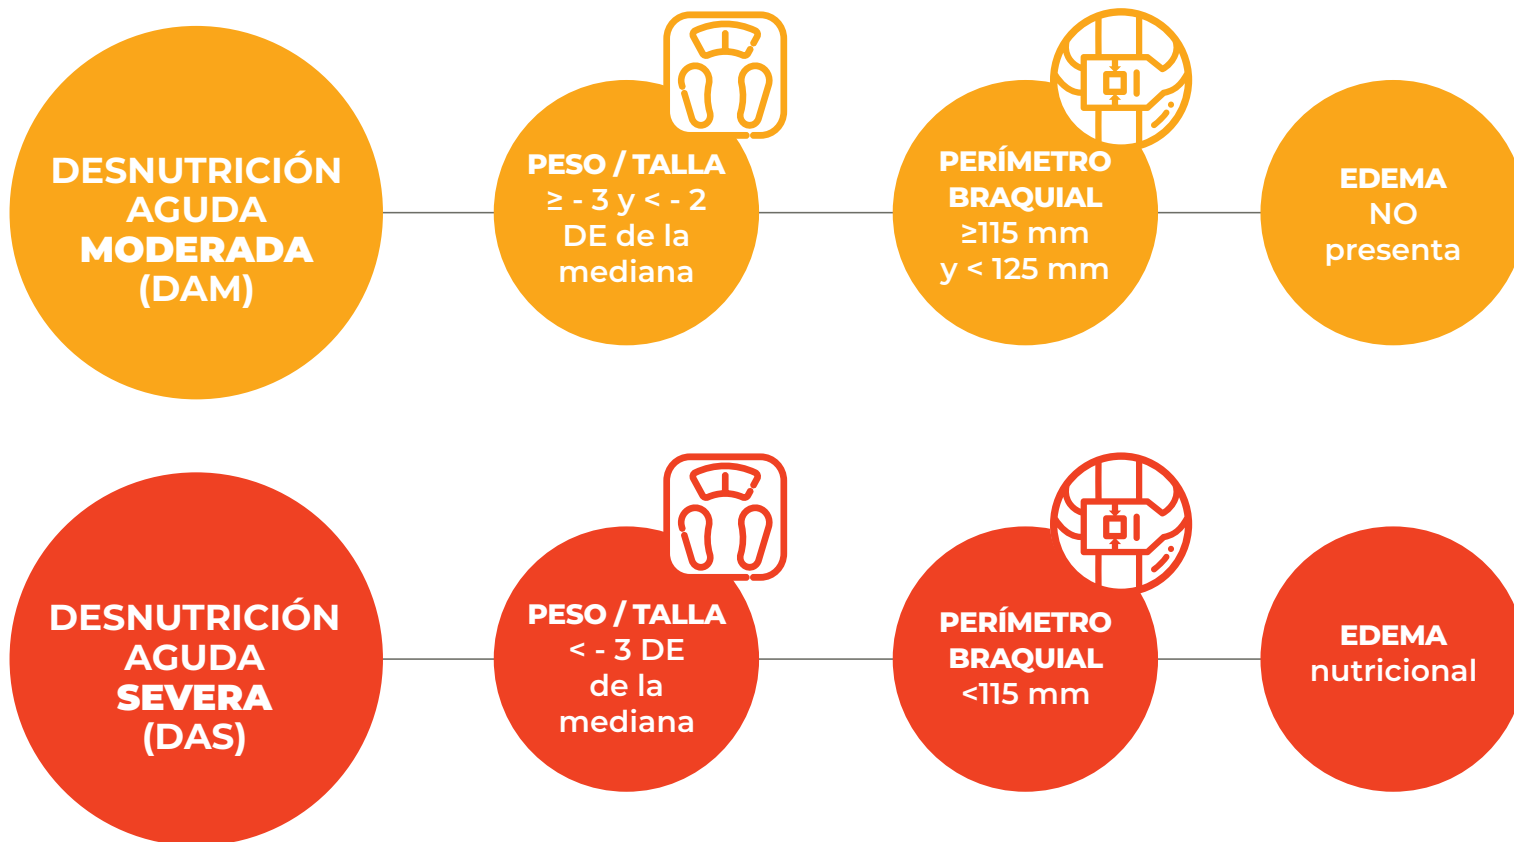 DESNUTRICIÓN
AGUDA
MODERADA
(DAM)
PESO / TALLA
≥ - 3 y < - 2
DE de la
mediana
PERÍMETRO
BRAQUIAL
≥115 mm
y < 125 mm
EDEMA
NO
presenta
DESNUTRICIÓN
AGUDA
SEVERA
(DAS)
PESO / TALLA
< - 3 DE
de la
mediana
PERÍMETRO
BRAQUIAL
<115 mm
EDEMA
nutricional